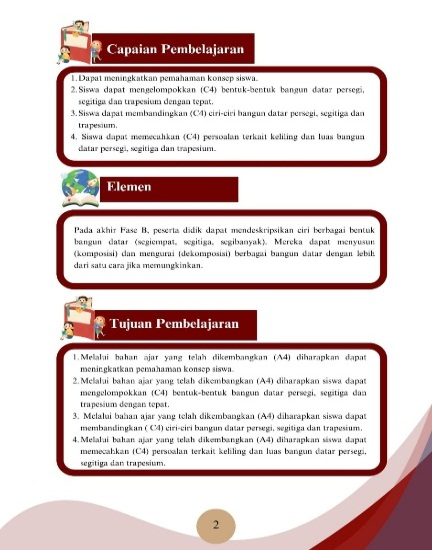 Capaian Pembelajaran
1. Dapat meningkatkan pemahaman konsep siswa.
2. Siswa dapat mengelompokkan (C4) bentuk-bentuk bangun datar persegi,
segitiga dan trapesium dengan tepat.
3. Siswa dapat membandingkan (C4) ciri-ciri bangun datar persegi, segitiga dan
trapesium.
4. Siswa dapat memecahkan (C4) persoalan terkait keliling dan luas bangun
datar persegi, segitiga dan trapesium.
Elemen
Pada akhir Fase B, peserta didik dapat mendeskripsikan ciri berbagai bentuk
bangun datar (segiempat, segitiga, segibanyak). Mereka dapat menyusun
(komposisi) dan mengurai (dekomposisi) berbagai bangun datar dengan lebih
dari satu cara jika memungkinkan.
Tujuan Pembelajaran
1. Melalui bahan ajar yang telah dikembangkan (A4) diharapkan dapat
meningkatkan pemahaman konsep siswa.
2. Melalui bahan ajar yang telah dikembangkan (A4) diharapkan siswa dapat
mengelompokkan (C4) bentuk-bentuk bangun datar persegi, segitiga dan
trapesium dengan tepat.
3. Melalui bahan ajar yang telah dikembangkan (A4) diharapkan siswa dapat
membandingkan ( C4) ciri-ciri bangun datar persegi, segitiga dan trapesium.
4. Melalui bahan ajar yang telah dikembangkan (A4) diharapkan siswa dapat
memecahkan (C4) persoalan terkait keliling dan luas bangun datar persegi,
segitiga dan trapesium.
2